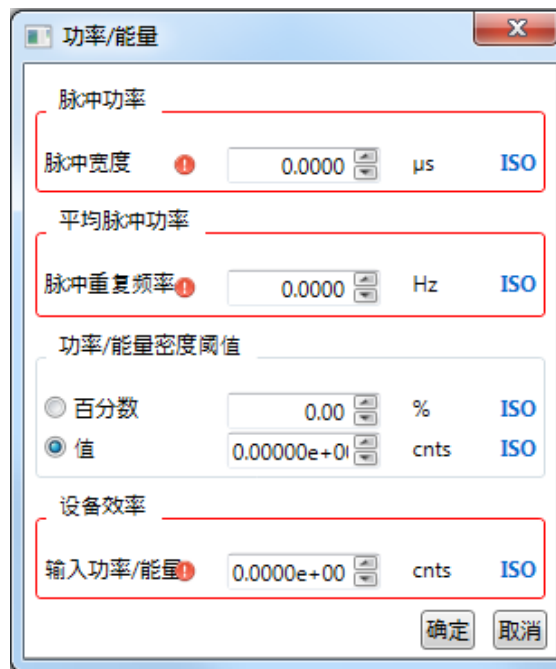 功率/能量
脉冲功率
脉冲宽度 0.0000 μs ISO
平均脉冲功率
脉冲重复频率 0.0000 Hz ISO
功率/能量密度阈值
百分数 0.00 % ISO
值 0.00000e+0 cnts ISO
设备效率
输入功率/能量 0.0000e+00 cnts ISO
确定 取消